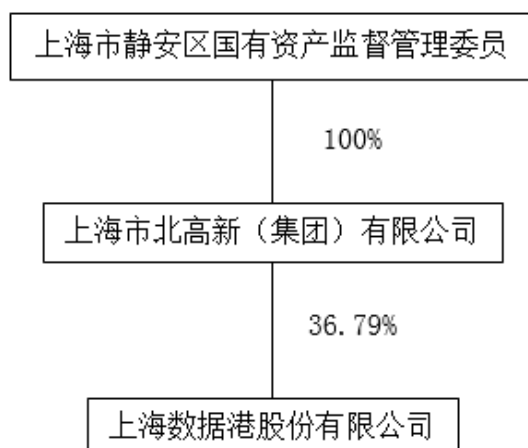 上海市静安区国有资产监督管理委员
100%
上海市北高新（集团）有限公司
36.79%
上海数据港股份有限公司